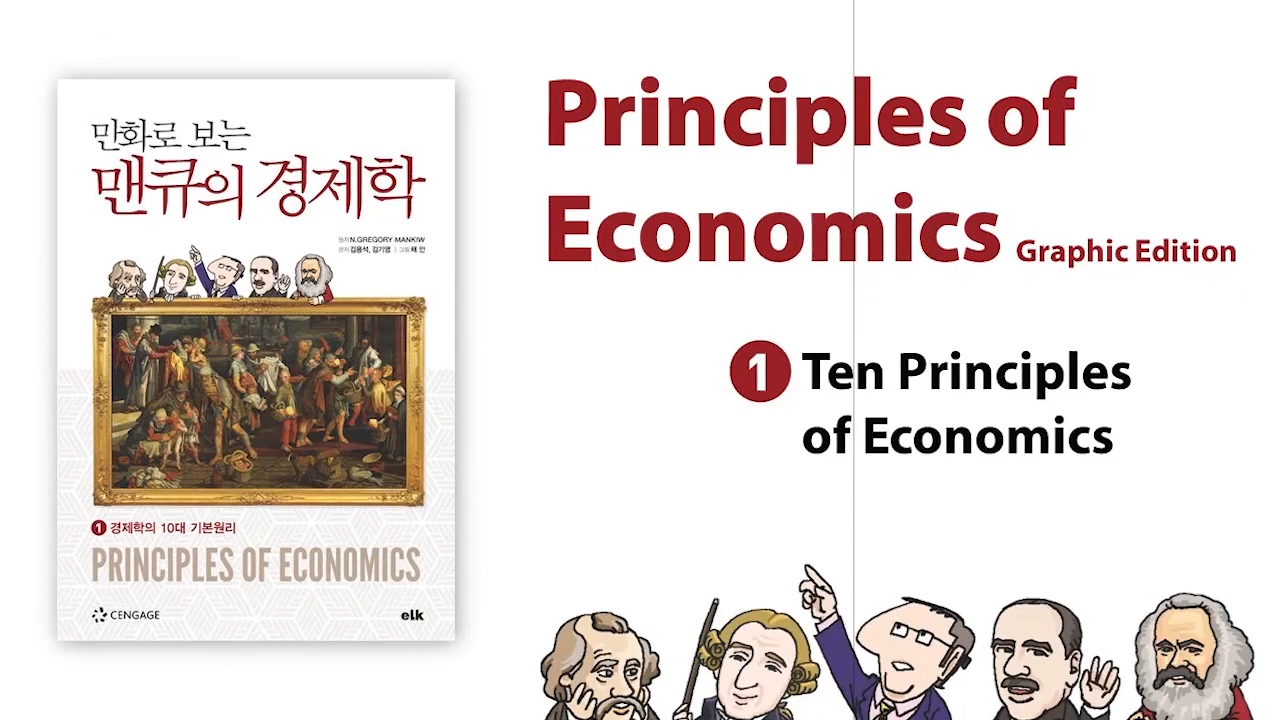 만화로 보는
맨큐의 경제학
원저 N.GREGORY MANKIW
편저 김용석, 김기영 | 그림 채 안
1 경제학의 10대 기본원리
PRINCIPLES OF ECONOMICS
CENGAGE
elk
Principles of
Economics Graphic Edition
1 Ten Principles
of Economics